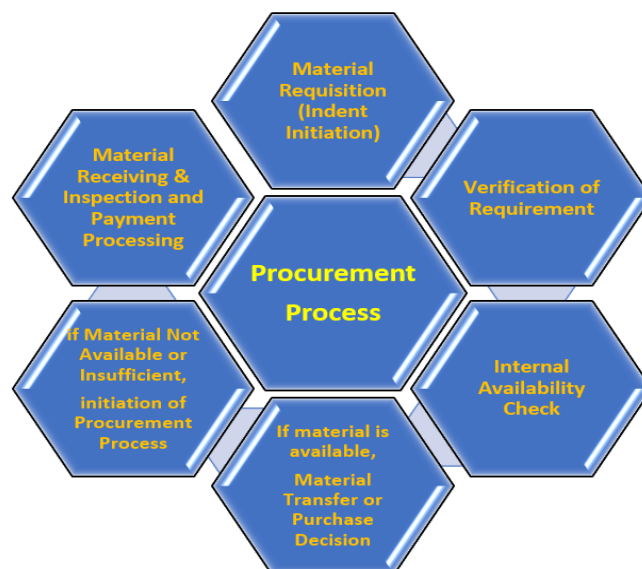 Material
Requisition
(Indent
Initiation)
Verification of
Requirement
Internal
Availability
Check
If material is
available,
Material
Transfer or
Purchase
Decision
if Material Not
Available or
Insufficient,
initiation of
Procurement
Process
Material
Receiving &
Inspection and
Payment
Processing
Procurement
Process